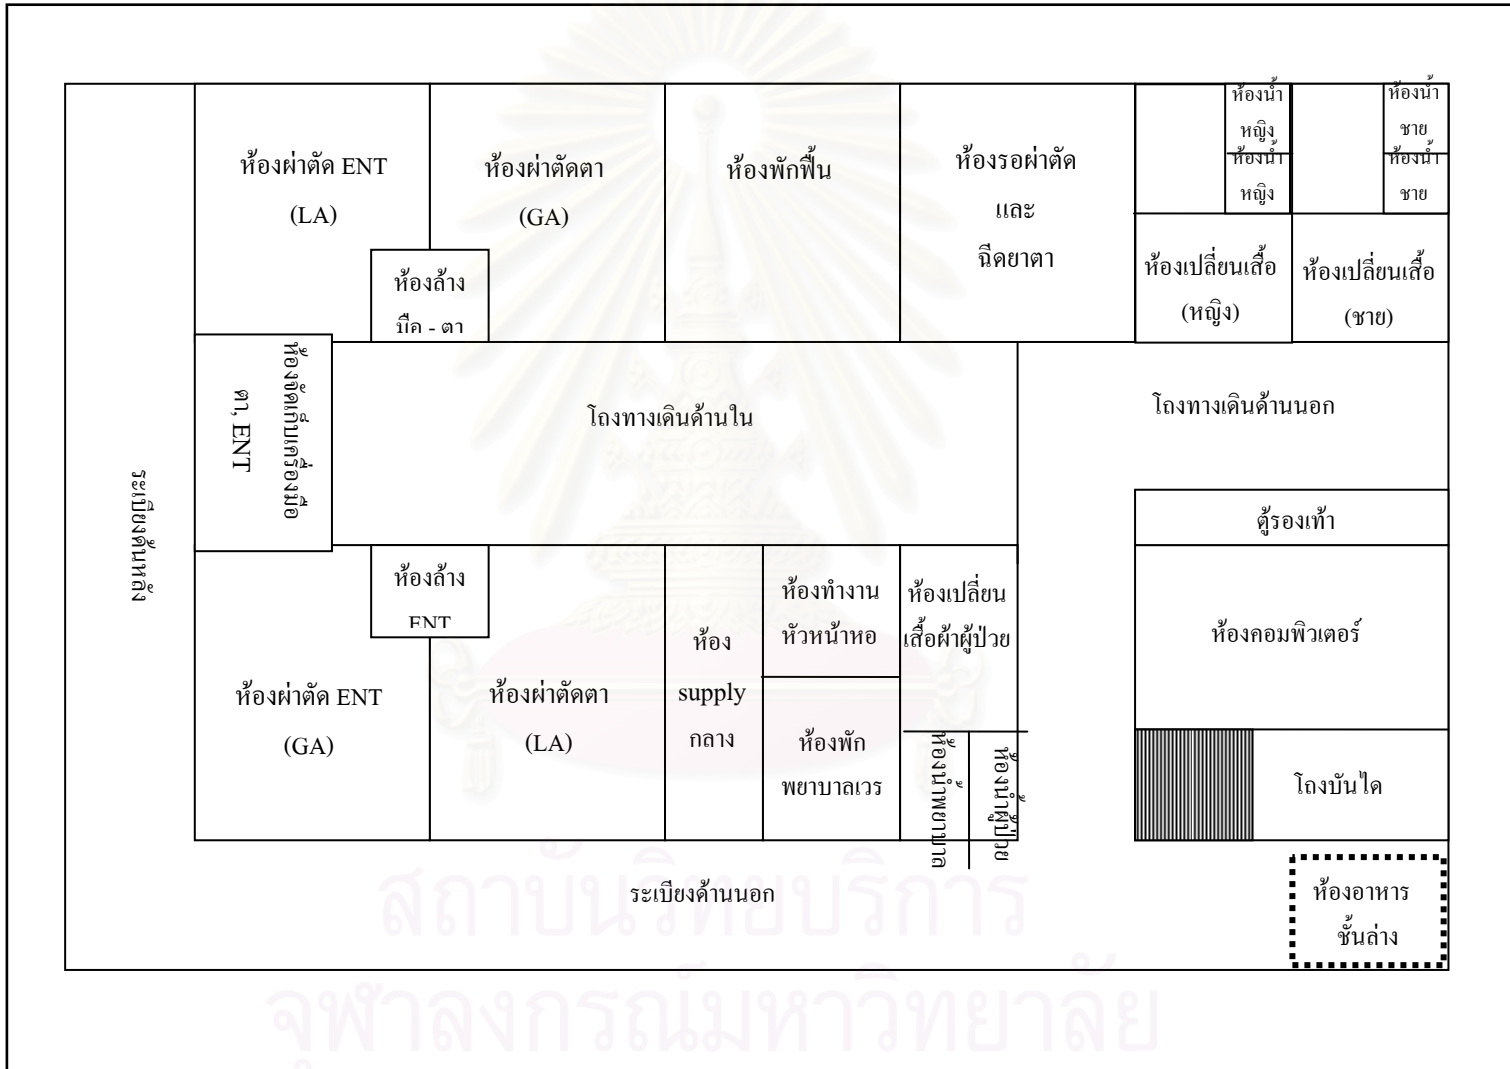 ห้องน้ำ
หญิง
ห้องน้ำ
หญิง
ห้องน้ำ
ชาย
ห้องน้ำ
ชาย
ห้องผ่าตัด ENT
(LA)
ห้องผ่าตัดตา
(GA)
ห้องพักฟื้น
ห้องรอผ่าตัด
และ
ฉีดยาตา
ห้องเปลี่ยนเสื้อ
(หญิง)
ห้องเปลี่ยนเสื้อ
(ชาย)
ห้องล้าง
มือ - ตา
ห้องจัดเก็บเครื่องมือ
ตา, ENT
โถงทางเดินด้านใน
โถงทางเดินด้านนอก
ระเบียงด้านหลัง
ตู้รองเท้า
ห้องล้าง
ENT
ห้องทำงาน
หัวหน้าหอ
ห้องเปลี่ยน
เสื้อผ้าผู้ป่วย
ห้องคอมพิวเตอร์
ห้องผ่าตัด ENT
(GA)
ห้องผ่าตัดตา
(LA)
ห้อง
supply
กลาง
ห้องพัก
พยาบาลเวร
ห้องน้ำพยาบาล
ห้องน้ำผู้ป่วย
โถงบันได
ระเบียงด้านนอก
ห้องอาหาร
ชั้นล่าง
สถาบันวิทยบริการ
จุฬาลงกรณ์มหาวิทยาลัย